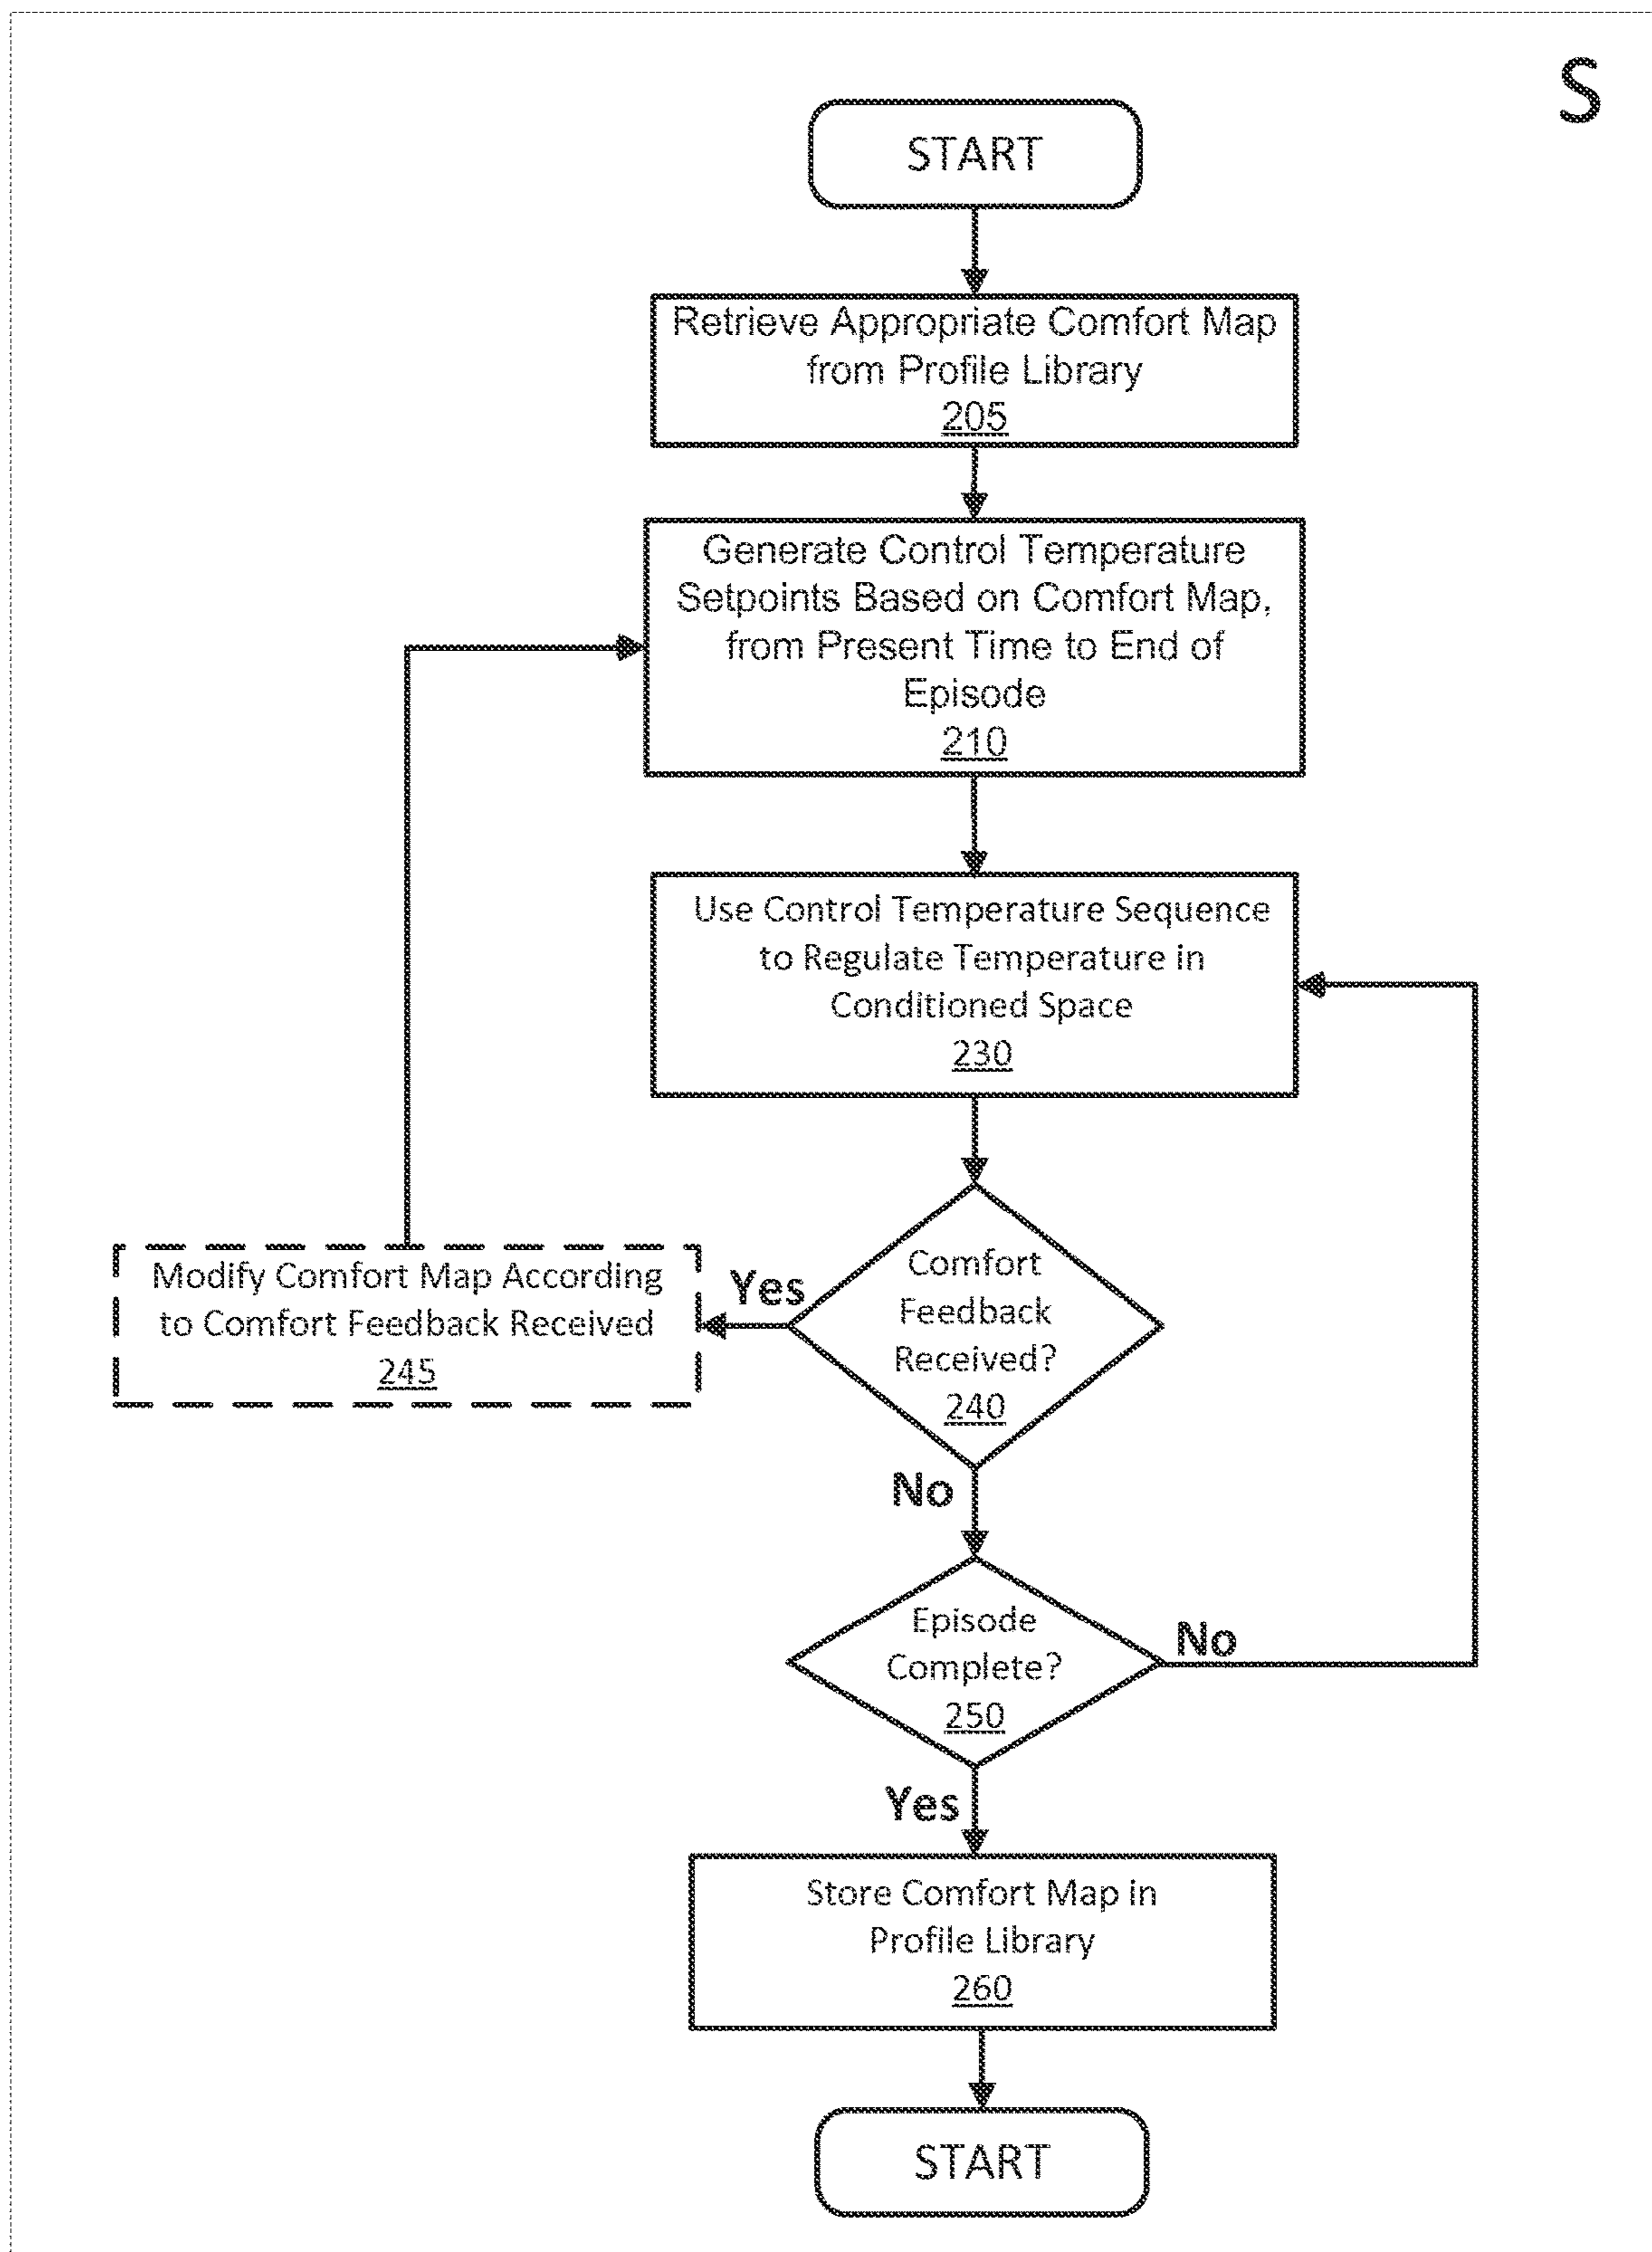 S
START
Retrieve Appropriate Comfort Map
from Profile Library
205
Generate Control Temperature
Setpoints Based on Comfort Map,
from Present Time to End of
Episode
210
Use Control Temperature Sequence
to Regulate Temperature in
Conditioned Space
230
Comfort
Feedback
Received?
240
Yes
Modify Comfort Map According
to Comfort Feedback Received
245
No
Episode
Complete?
250
No
Yes
Store Comfort Map in
Profile Library
260
START